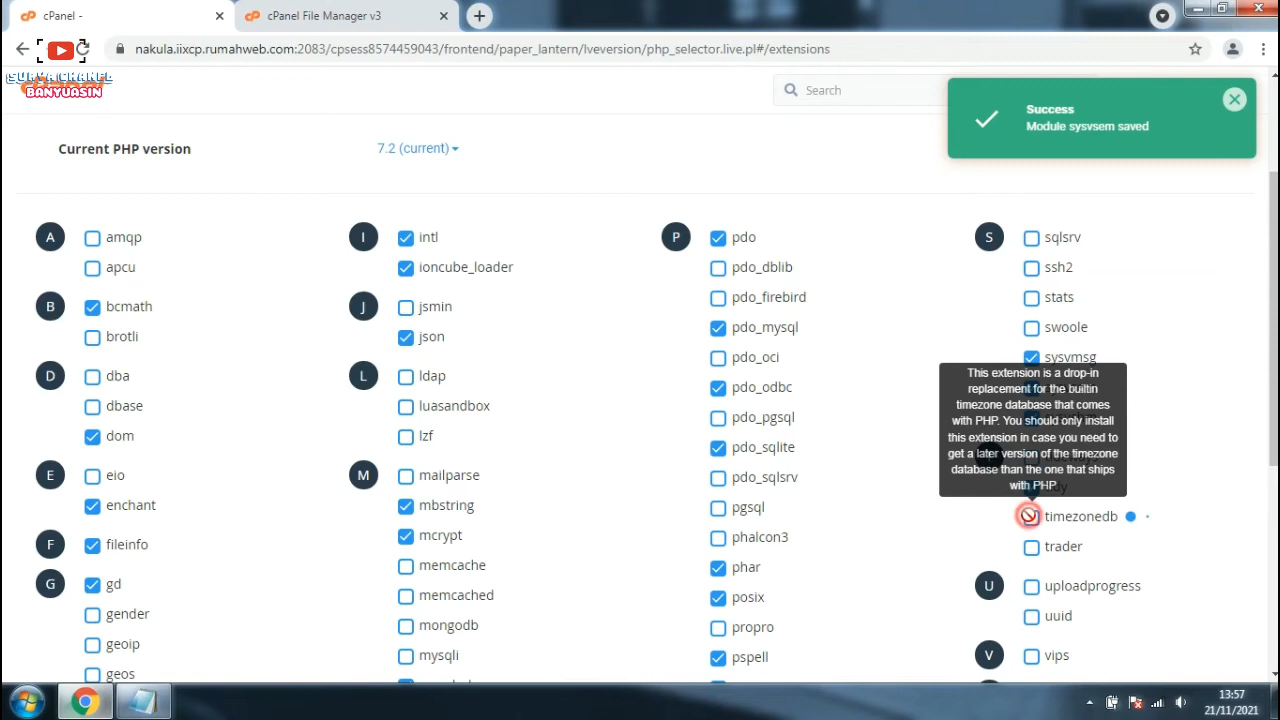 cPanel -
cPanel File Manager v3
nakula.iixcp.rumahweb.com:2083/cpsess8574459043/frontend/paper_lantern/lveversion/php_selector.live.pl#/extensions
SURYA CHANEL
BANYUASIN
Search
Success
Module sysvsem saved
Current PHP version
7.2 (current)
A
amqp
apcu
B
bcmath
brotli
D
dba
dbase
dom
E
eio
enchant
F
fileinfo
G
gd
gender
geoip
geos
I
intl
ioncube_loader
J
jsmin
json
L
ldap
luasandbox
lzf
M
mailparse
mbstring
mcrypt
memcache
memcached
mongodb
mysqli
P
pdo
pdo_dblib
pdo_firebird
pdo_mysql
pdo_oci
pdo_odbc
pdo_pgsql
pdo_sqlite
pdo_sqlsrv
pgsql
phalcon3
phar
posix
propro
pspell
S
sqlsrv
ssh2
stats
swoole
sysvmsg
This extension is a drop-in
replacement for the builtin
timezone database that comes
with PHP. You should only install
this extension in case you need to
get a later version of the timezone
database than the one that ships
with PHP.
timezonedb
trader
U
uploadprogress
uuid
V
vips
13:57
21/11/2021